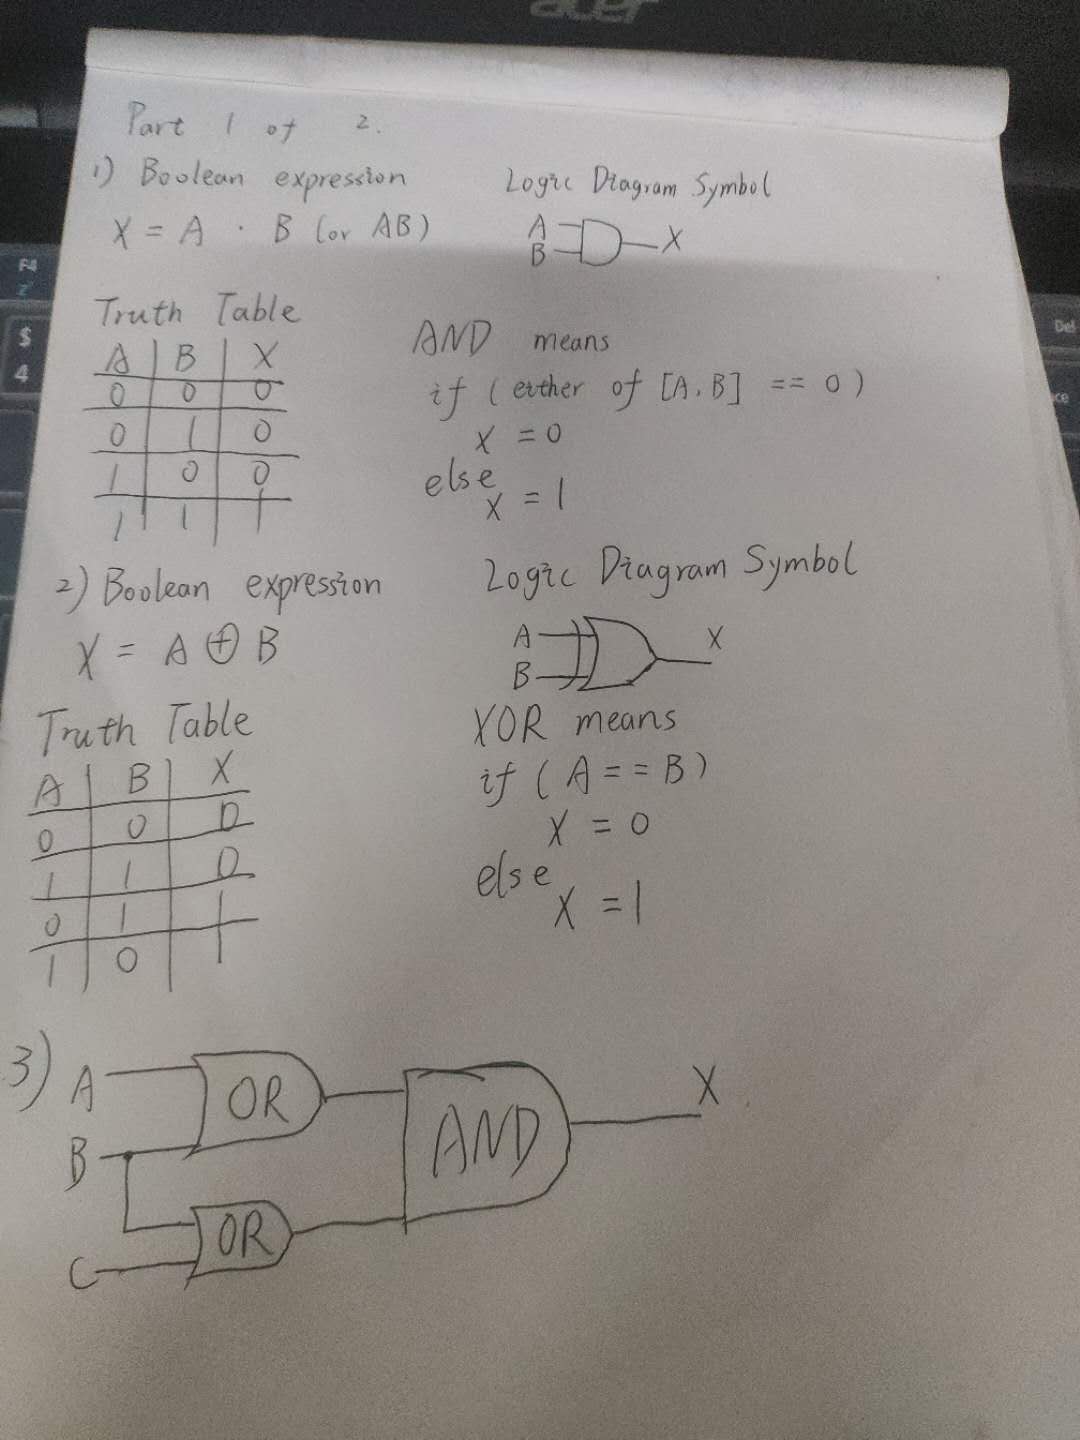 acer
Part 1 of 2.
1) Boolean expression
X = A · B (or AB)
Logic Diagram Symbol
A
B
X
Truth Table
A B X
0 0 0
0 1 0
1 0 0
1 1 1
AND means
if (either of [A, B] == 0)
X = 0
else
X = 1
2) Boolean expression
X = A ⊕ B
Logic Diagram Symbol
A
B
X
Truth Table
A B X
0 0 0
1 1 0
0 1 1
1 0 1
XOR means
if (A == B)
X = 0
else
X = 1
3)
A
OR
B
AND
X
OR
C
F4
$
4
Del